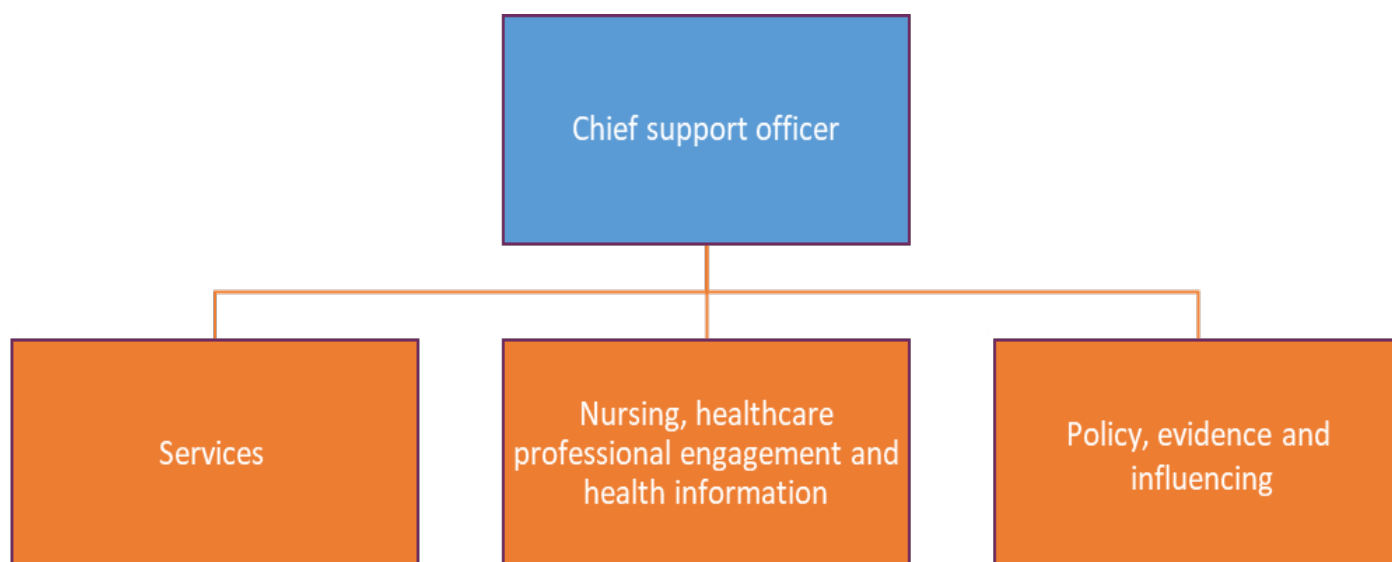 Chief support officer
Services
Nursing, healthcare
professional engagement and
health information
Policy, evidence and
influencing